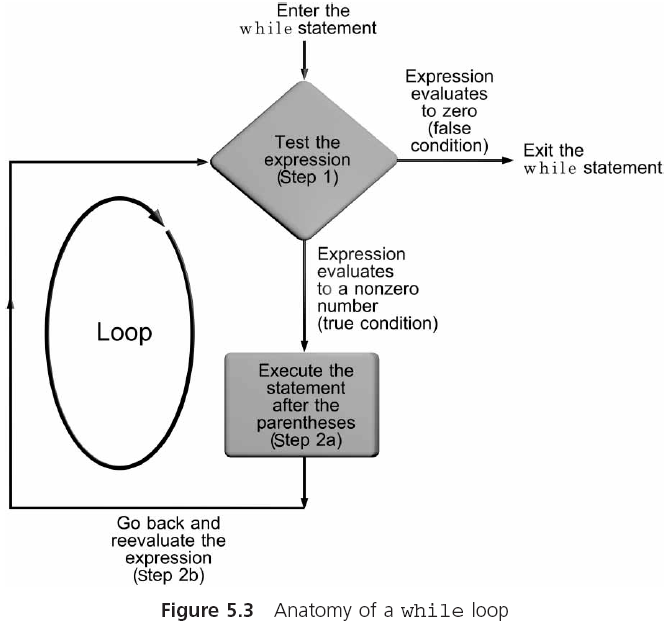 Enter the
while statement
Expression
evaluates
to zero
(false
condition)
Test the
expression
(Step 1)
Exit the
while statement
Expression
evaluates
to a nonzero
number
(true condition)
Loop
Execute the
statement
after the
parentheses
(Step 2a)
Go back and
reevaluate the
expression
(Step 2b)
Figure 5.3 Anatomy of a while loop